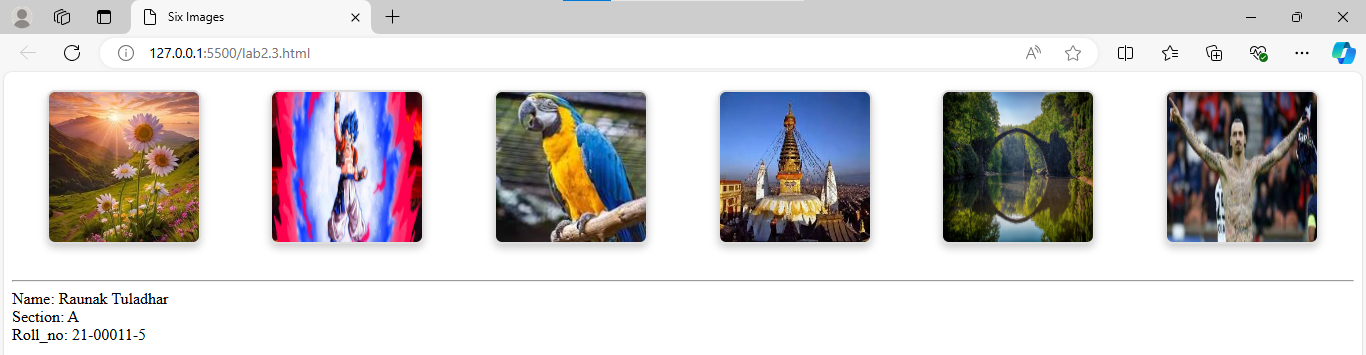 Six Images
127.0.0.1:5500/lab2.3.html
Name: Raunak Tuladhar
Section: A
Roll_no: 21-00011-5